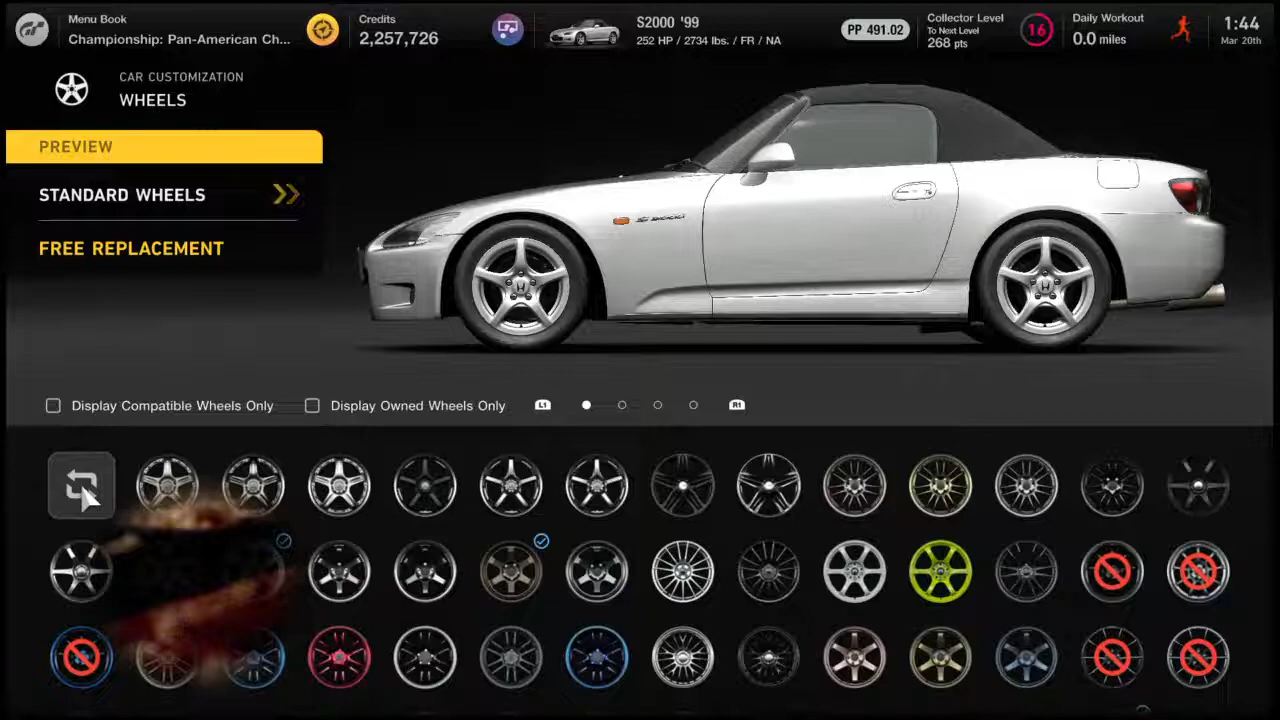 Menu Book
Championship: Pan-American Ch...
Credits
2,257,726
S2000 '99
252 HP / 2734 lbs. / FR / NA
PP 491.02
Collector Level
To Next Level
268 pts
16
Daily Workout
0.0 miles
1:44
Mar 20th
CAR CUSTOMIZATION
WHEELS
PREVIEW
STANDARD WHEELS
FREE REPLACEMENT
S2000
Display Compatible Wheels Only
Display Owned Wheels Only
L1
R1